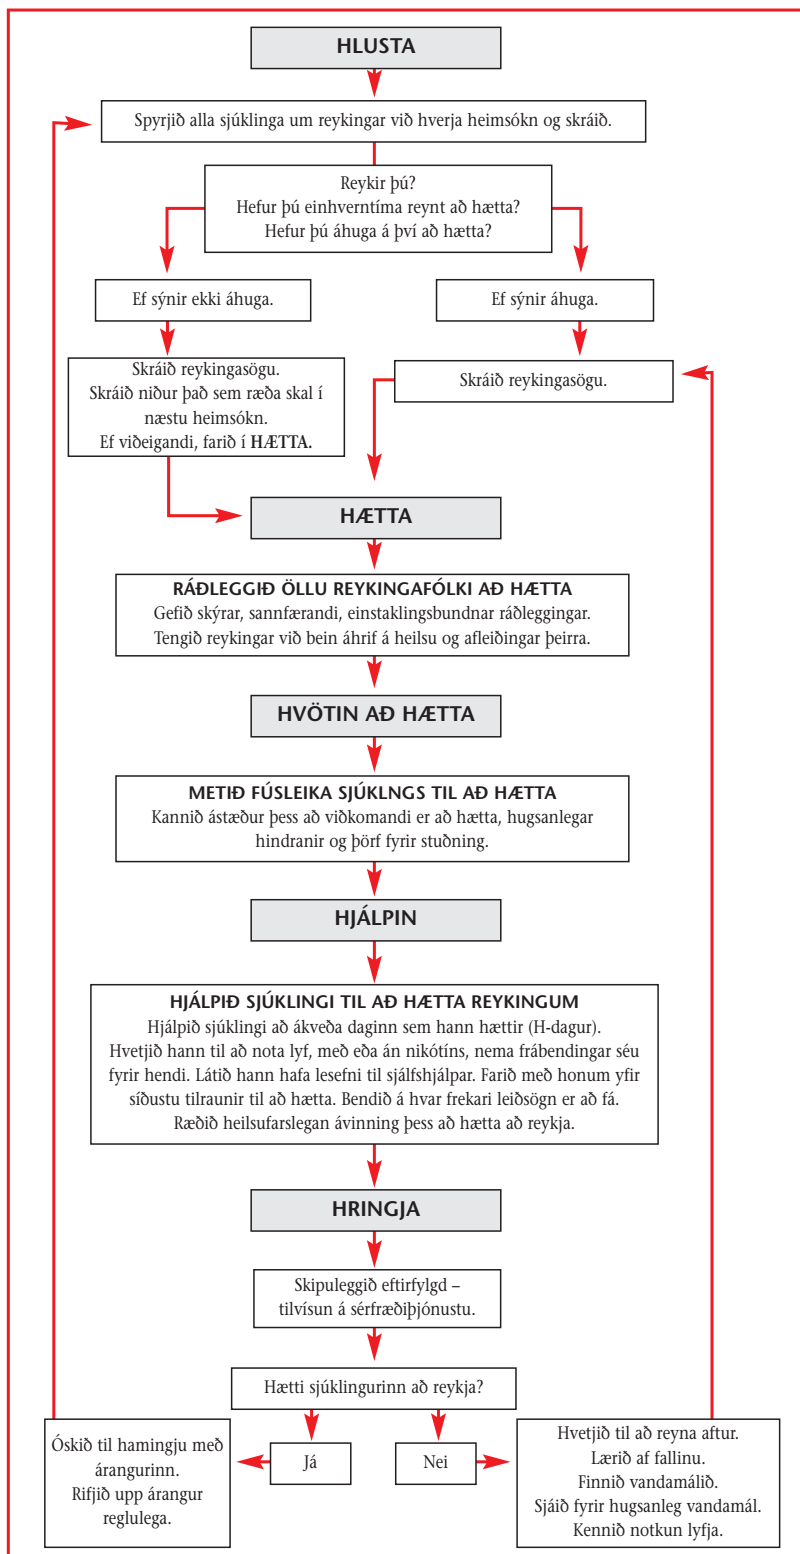 HLUSTA
Spyrjið alla sjúklinga um reykingar við hverja heimsókn og skráið.
Reykir þú?
Hefur þú einhverntíma reynt að hætta?
Hefur þú áhuga á því að hætta?
Ef sýnir ekki áhuga.
Ef sýnir áhuga.
Skráið reykingasögu.
Skráið niður það sem ræða skal í
næstu heimsókn.
Ef viðeigandi, farið í HÆTTA.
Skráið reykingasögu.
HÆTTA
RÁÐLEGGIÐ ÖLLU REYKINGAFÓLKI AÐ HÆTTA
Gefið skýrar, sannfærandi, einstaklingsbundnar ráðleggingar.
Tengið reykingar við bein áhrif á heilsu og afleiðingar þeirra.
HVÖTIN AÐ HÆTTA
METIÐ FÚSLEIKA SJÚKLNGS TIL AÐ HÆTTA
Kannið ástæður þess að viðkomandi er að hætta, hugsanlegar
hindranir og þörf fyrir stuðning.
HJÁLPIN
HJÁLPIÐ SJÚKLINGI TIL AÐ HÆTTA REYKINGUM
Hjálpið sjúklingi að ákveða daginn sem hann hættir (H-dagur).
Hvetjið hann til að nota lyf, með eða án nikótíns, nema frábendingar séu
fyrir hendi. Látið hann hafa lesefni til sjálfshjálpar. Farið með honum yfir
síðustu tilraunir til að hætta. Bendið á hvar frekari leiðsögn er að fá.
Ræðið heilsufarslegan ávinning þess að hætta að reykja.
HRINGJA
Skipuleggið eftirfylgd –
tilvísun á sérfræðiþjónustu.
Hætti sjúklingurinn að reykja?
Óskið til hamingju með
árangurinn.
Rifjið upp árangur
reglulega.
Já
Nei
Hvetjið til að reyna aftur.
Lærið af fallinu.
Finnið vandamálið.
Sjáið fyrir hugsanleg vandamál.
Kennið notkun lyfja.